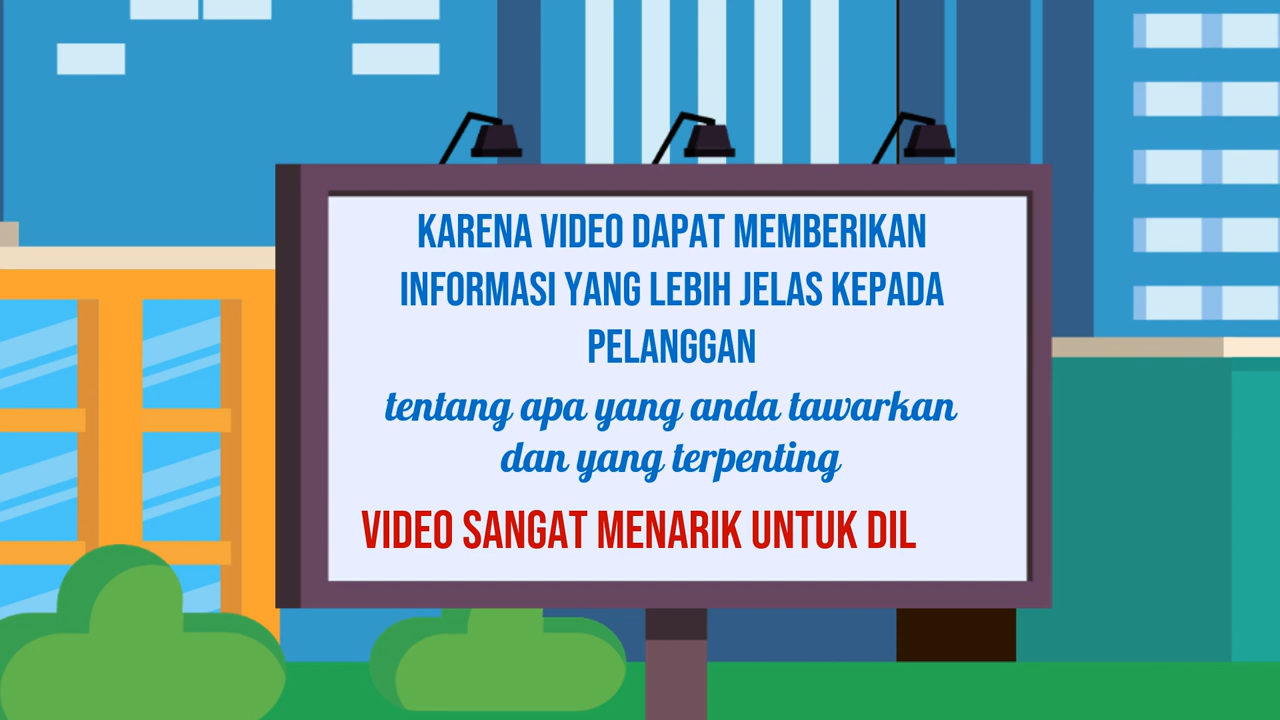 KARENA VIDEO DAPAT MEMBERIKAN
INFORMASI YANG LEBIH JELAS KEPADA
PELANGGAN
tentang apa yang anda tawarkan
dan yang terpenting
VIDEO SANGAT MENARIK UNTUK DIL